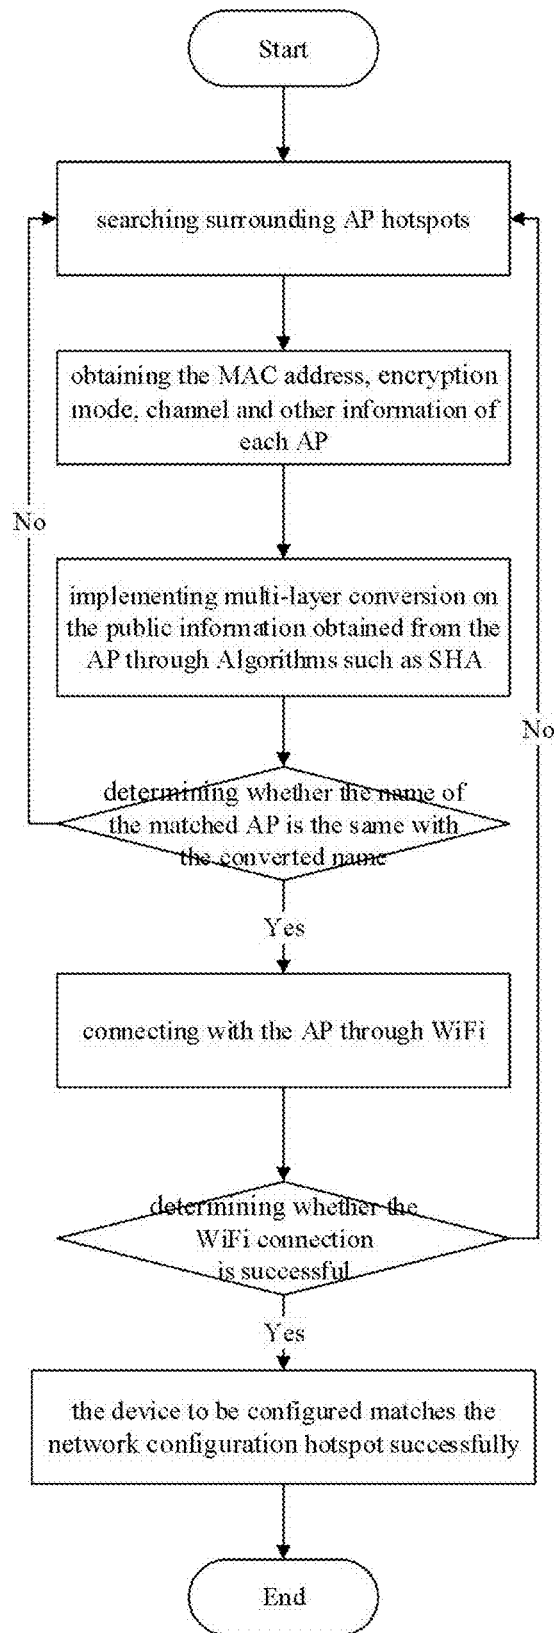 Start
searching surrounding AP hotspots
obtaining the MAC address, encryption
mode, channel and other information of
each AP
No
implementing multi-layer conversion on
the public information obtained from the
AP through Algorithms such as SHA
No
determining whether the name of
the matched AP is the same with
the converted name
Yes
connecting with the AP through WiFi
determining whether the
WiFi connection
is successful
Yes
the device to be configured matches the
network configuration hotspot successfully
End